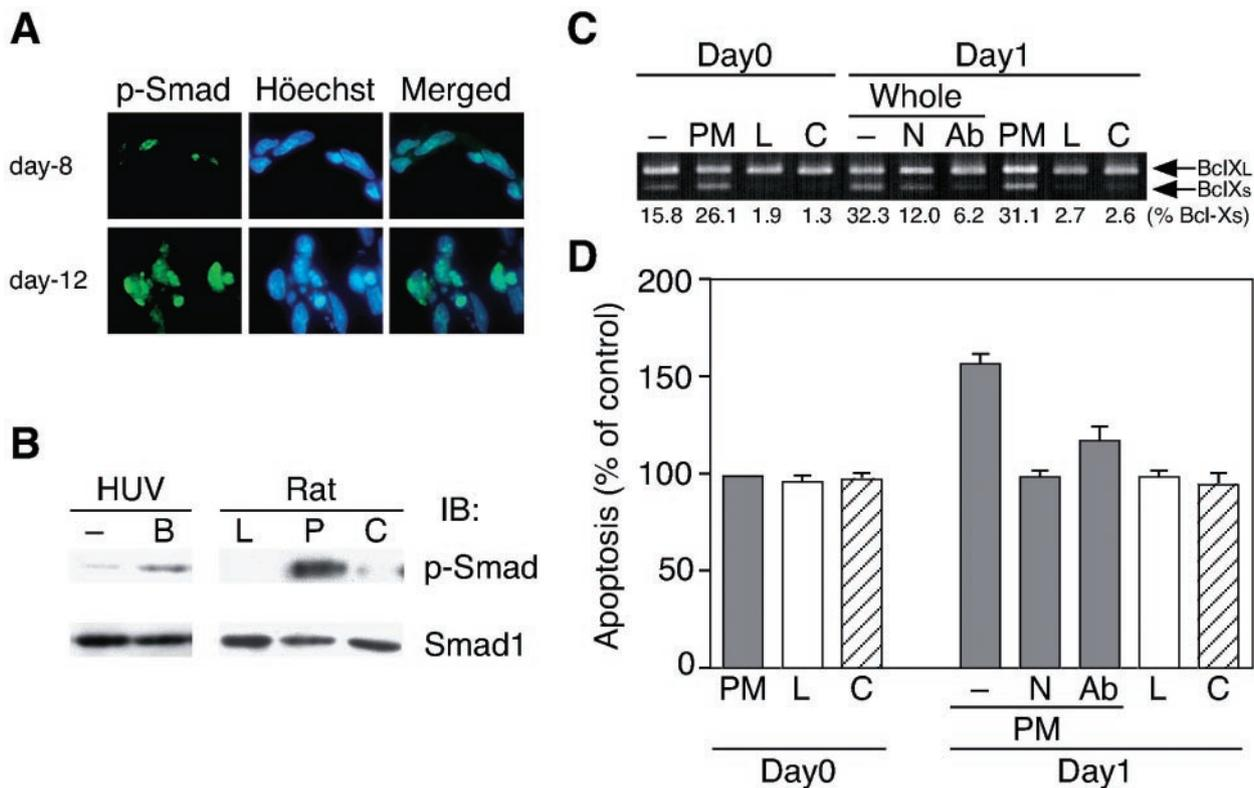 A
p-Smad Höechst Merged
day-8
day-12
B
HUV Rat IB:
– B L P C
p-Smad
Smad1
C
Day0 Day1
Whole
– PM L C – N Ab PM L C
BclXL
BclXs
15.8 26.1 1.9 1.3 32.3 12.0 6.2 31.1 2.7 2.6 (% Bcl-Xs)
D
Apoptosis (% of control)
200
150
100
50
0
PM L C – N Ab L C
PM
Day0 Day1